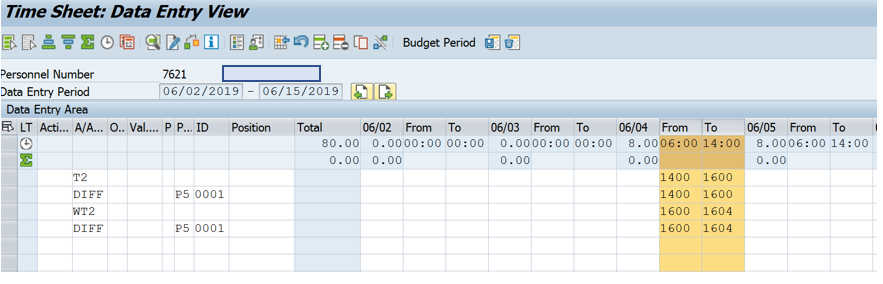 Time Sheet: Data Entry View
Budget Period
Personnel Number 7621
Data Entry Period 06/02/2019 - 06/15/2019
Data Entry Area
LT Acti... A/A... O.. Val.... P P... ID Position Total 06/02 From To 06/03 From To 06/04 From To 06/05 From To
80.00 0.00 00:00 00:00 0.00 00:00 00:00 8.00 06:00 14:00 8.00 06:00 14:00
0.00 0.00 0.00 0.00 0.00
T2 1400 1600
DIFF P5 0001 1400 1600
WT2 1600 1604
DIFF P5 0001 1600 1604